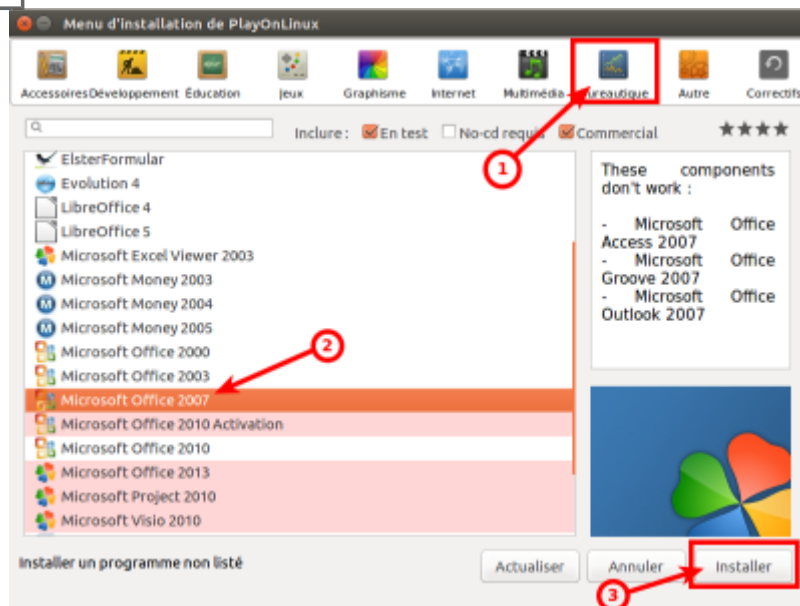 Menu d'installation de PlayOnLinux
Accessoires Développement Éducation Jeux Graphisme Internet Multimédia ureautique Autre Correctifs
Inclure : En test No-cd requis Commercial
1
ElsterFormular
Evolution 4
LibreOffice 4
LibreOffice 5
Microsoft Excel Viewer 2003
Microsoft Money 2003
Microsoft Money 2004
Microsoft Money 2005
Microsoft Office 2000
Microsoft Office 2003
Microsoft Office 2007
Microsoft Office 2010 Activation
Microsoft Office 2010
Microsoft Office 2013
Microsoft Project 2010
Microsoft Visio 2010
2
These components
don't work :
- Microsoft Office
Access 2007
- Microsoft Office
Groove 2007
- Microsoft Office
Outlook 2007
Installer un programme non listé
Actualiser Annuler Installer
3